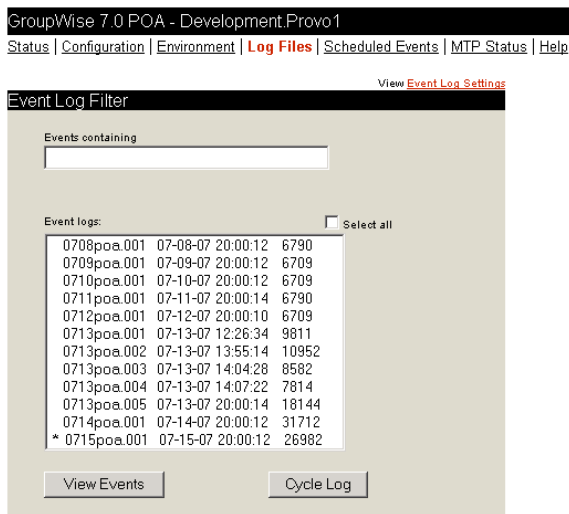 GroupWise 7.0 POA - Development.Provo1
Status | Configuration | Environment | Log Files | Scheduled Events | MTP Status | Help
View Event Log Settings
Event Log Filter
Events containing
Event logs: Select all
0708poa.001 07-08-07 20:00:12 6790
0709poa.001 07-09-07 20:00:12 6709
0710poa.001 07-10-07 20:00:12 6709
0711poa.001 07-11-07 20:00:14 6790
0712poa.001 07-12-07 20:00:10 6709
0713poa.001 07-13-07 12:26:34 9811
0713poa.002 07-13-07 13:55:14 10952
0713poa.003 07-13-07 14:04:28 8582
0713poa.004 07-13-07 14:07:22 7814
0713poa.005 07-13-07 20:00:14 18144
0714poa.001 07-14-07 20:00:12 31712
* 0715poa.001 07-15-07 20:00:12 26982
View Events Cycle Log